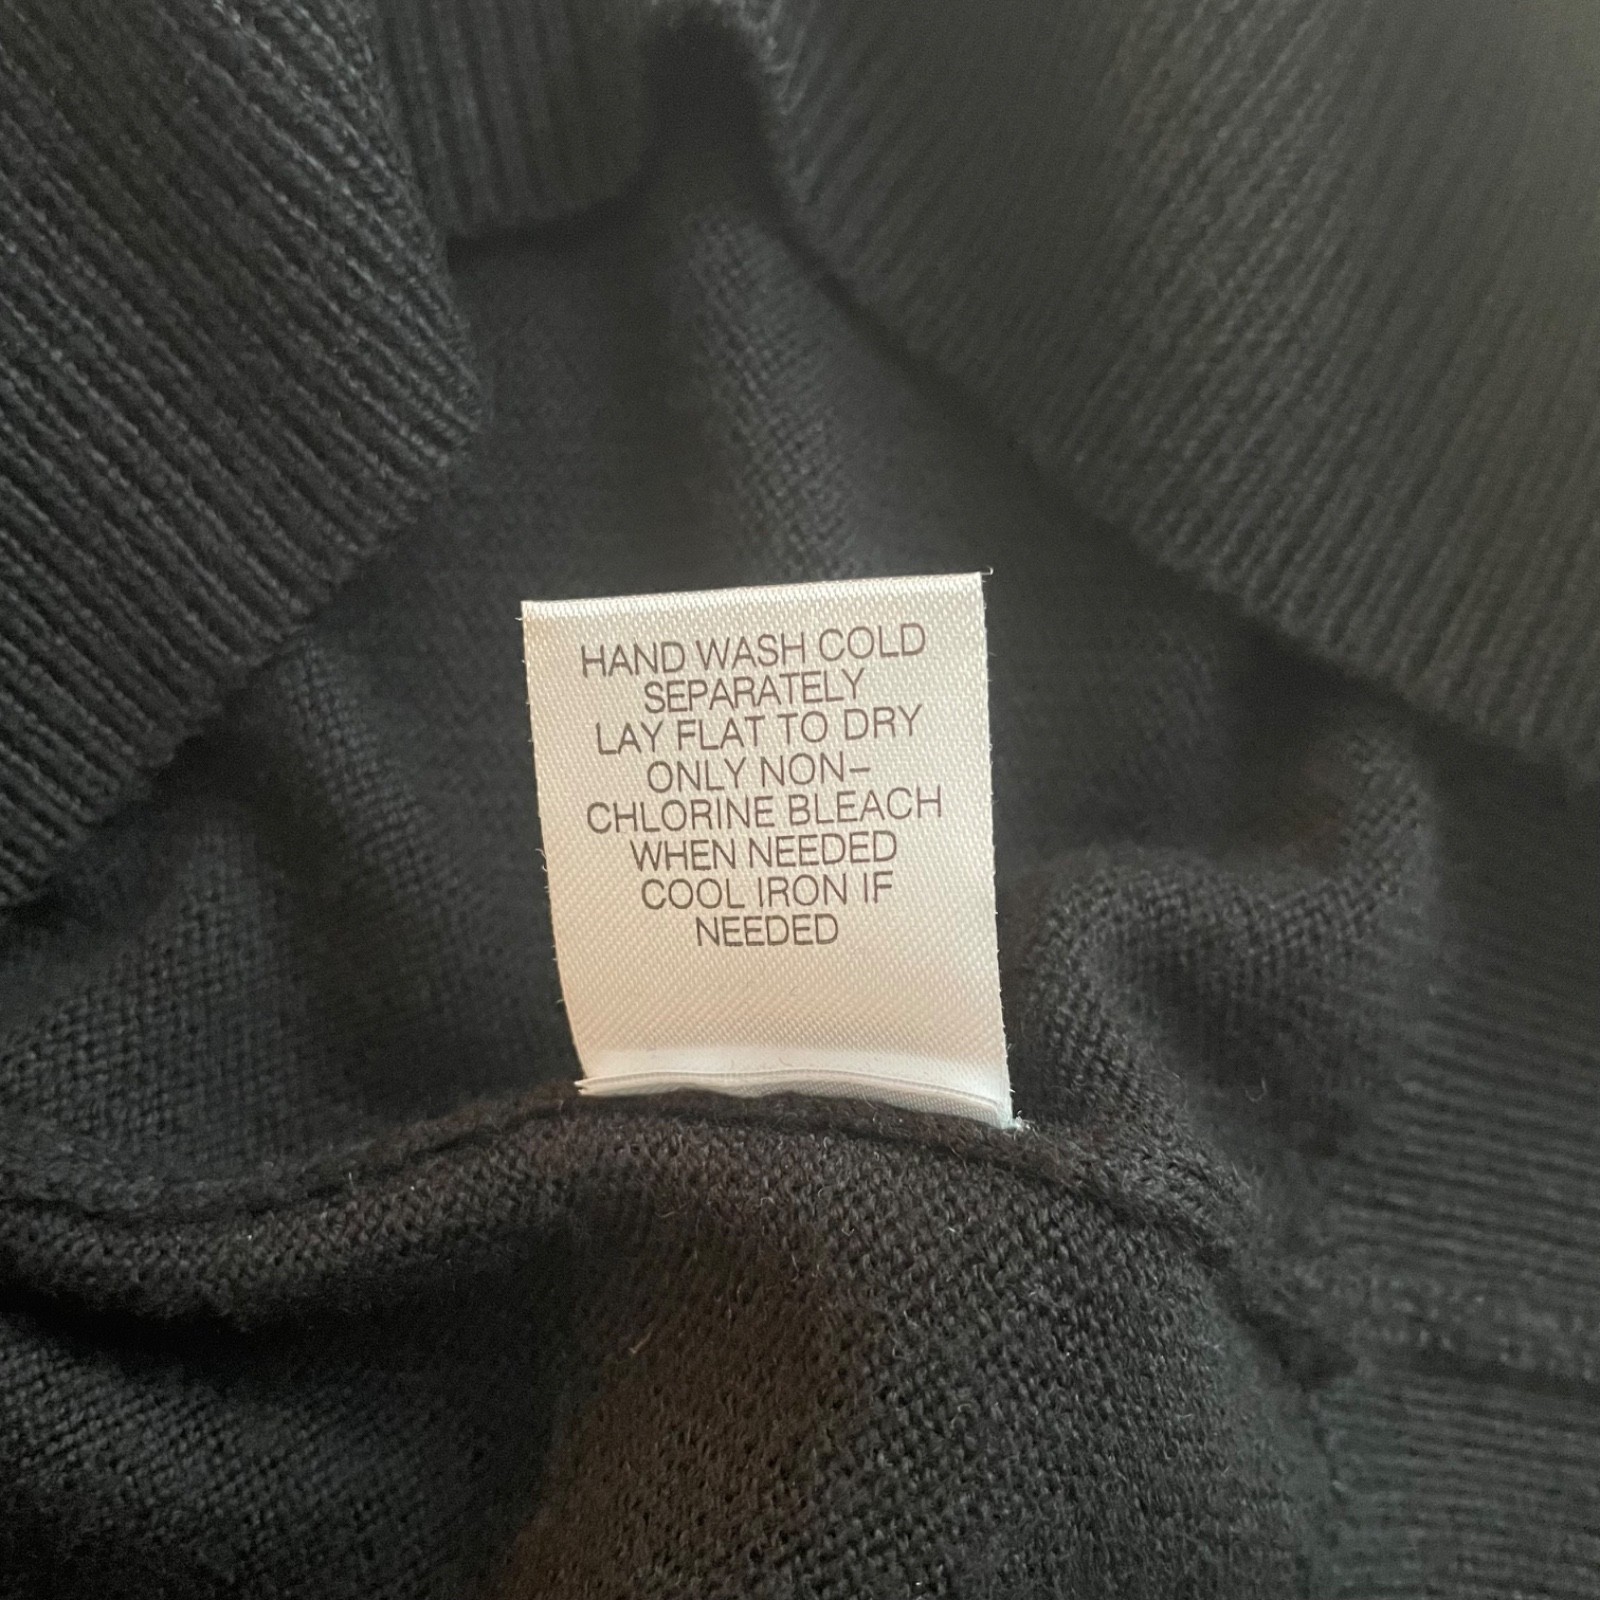 HAND WASH COLD
SEPARATELY
LAY FLAT TO DRY
ONLY NON–
CHLORINE BLEACH
WHEN NEEDED
COOL IRON IF
NEEDED